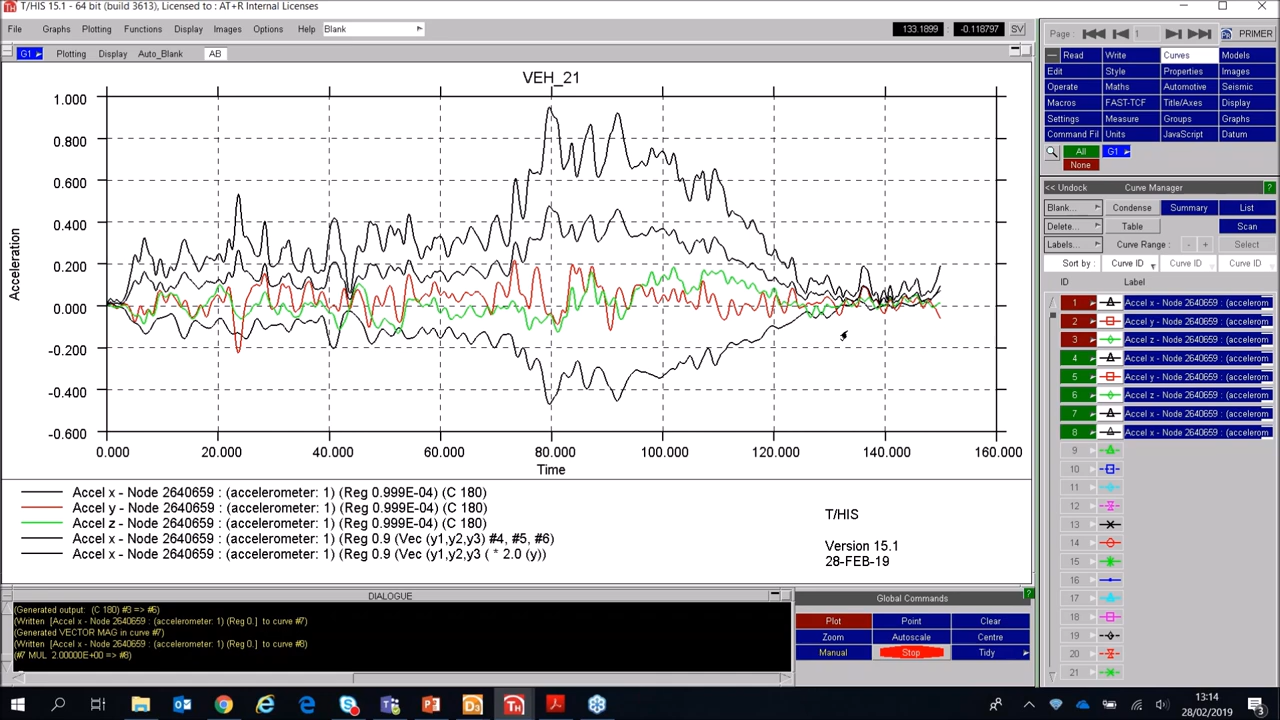 T/HIS 15.1 - 64 bit (build 3613), Licensed to : AT+R Internal Licenses
File Graphs Plotting Functions Display Images Options Help Blank 133.1899 -0.118797 SV
G1 Plotting Display Auto_Blank AB
VEH_21
1.000
0.800
0.600
0.400
0.200
0.000
-0.200
-0.400
-0.600
Acceleration
0.000 20.000 40.000 60.000 80.000 100.000 120.000 140.000 160.000
Time
Accel x - Node 2640659 : (accelerometer: 1) (Reg 0.999E-04) (C 180)
Accel y - Node 2640659 : (accelerometer: 1) (Reg 0.999E-04) (C 180)
Accel z - Node 2640659 : (accelerometer: 1) (Reg 0.999E-04) (C 180)
Accel x - Node 2640659 : (accelerometer: 1) (Reg 0.9 (Vec (y1,y2,y3) #4, #5, #6)
Accel x - Node 2640659 : (accelerometer: 1) (Reg 0.9 (Vec (y1,y2,y3 ( * 2.0 (y))
T/HIS
Version 15.1
28-FEB-19
DIALOGUE
(Generated output: (C 180) #3 => #6)
(Written [Accel x - Node 2640659 : (accelerometer: 1) (Reg 0.] to curve #7)
(Generated VECTOR MAG in curve #7)
(Written [Accel x - Node 2640659 : (accelerometer: 1) (Reg 0.] to curve #8)
(#7 MUL 2.00000E+00 => #8)
Global Commands ?
Plot Point Clear
Zoom Autoscale Centre
Manual Stop Tidy
Page : 1 PRIMER
Read Write Curves Models
Edit Style Properties Images
Operate Maths Automotive Seismic
Macros FAST-TCF Title/Axes Display
Settings Measure Groups Graphs
Command Fil Units JavaScript Datum
All G1
None
<< Undock Curve Manager ?
Blank... Condense Summary List
Delete... Table Scan
Labels... Curve Range : - + Select
Sort by : Curve ID Curve ID Curve ID
ID Label
1 Accel x - Node 2640659 : (accelerom
2 Accel y - Node 2640659 : (accelerom
3 Accel z - Node 2640659 : (accelerom
4 Accel x - Node 2640659 : (accelerom
5 Accel y - Node 2640659 : (accelerom
6 Accel z - Node 2640659 : (accelerom
7 Accel x - Node 2640659 : (accelerom
8 Accel x - Node 2640659 : (accelerom
9
10
11
12
13
14
15
16
17
18
19
20
21
13:14
28/02/2019
3